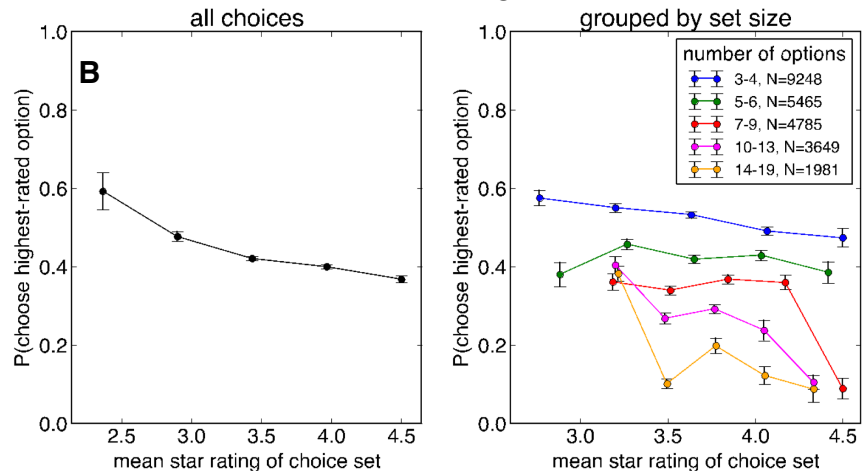 all choices
B
P(choose highest-rated option)
1.0
0.8
0.6
0.4
0.2
0.0
2.5 3.0 3.5 4.0 4.5
mean star rating of choice set
grouped by set size
number of options
3-4, N=9248
5-6, N=5465
7-9, N=4785
10-13, N=3649
14-19, N=1981
P(choose highest-rated option)
1.0
0.8
0.6
0.4
0.2
0.0
3.0 3.5 4.0 4.5
mean star rating of choice set